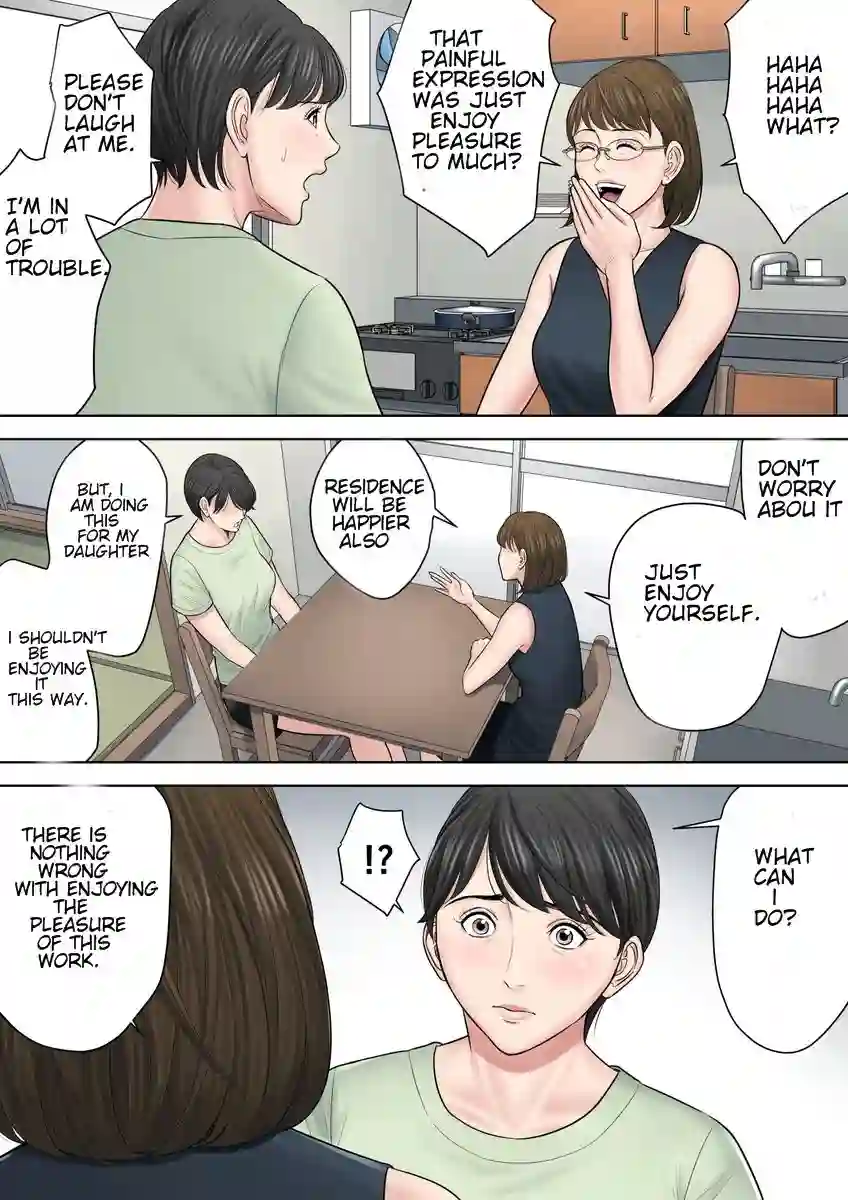 HAHA
HAHA
HAHA
WHAT?
THAT
PAINFUL
EXPRESSION
WAS JUST
ENJOY
PLEASURE
TO MUCH?
PLEASE
DON'T
LAUGH
AT ME.
I'M IN
A LOT
OF
TROUBLE.
DON'T
WORRY
ABOU IT
JUST
ENJOY
YOURSELF.
RESIDENCE
WILL BE
HAPPIER
ALSO
BUT, I
AM DOING
THIS
FOR MY
DAUGHTER
I SHOULDN'T
BE
ENJOYING
IT
THIS WAY.
WHAT
CAN
I
DO?
!?
THERE IS
NOTHING
WRONG
WITH ENJOYING
THE
PLEASURE
OF THIS
WORK.